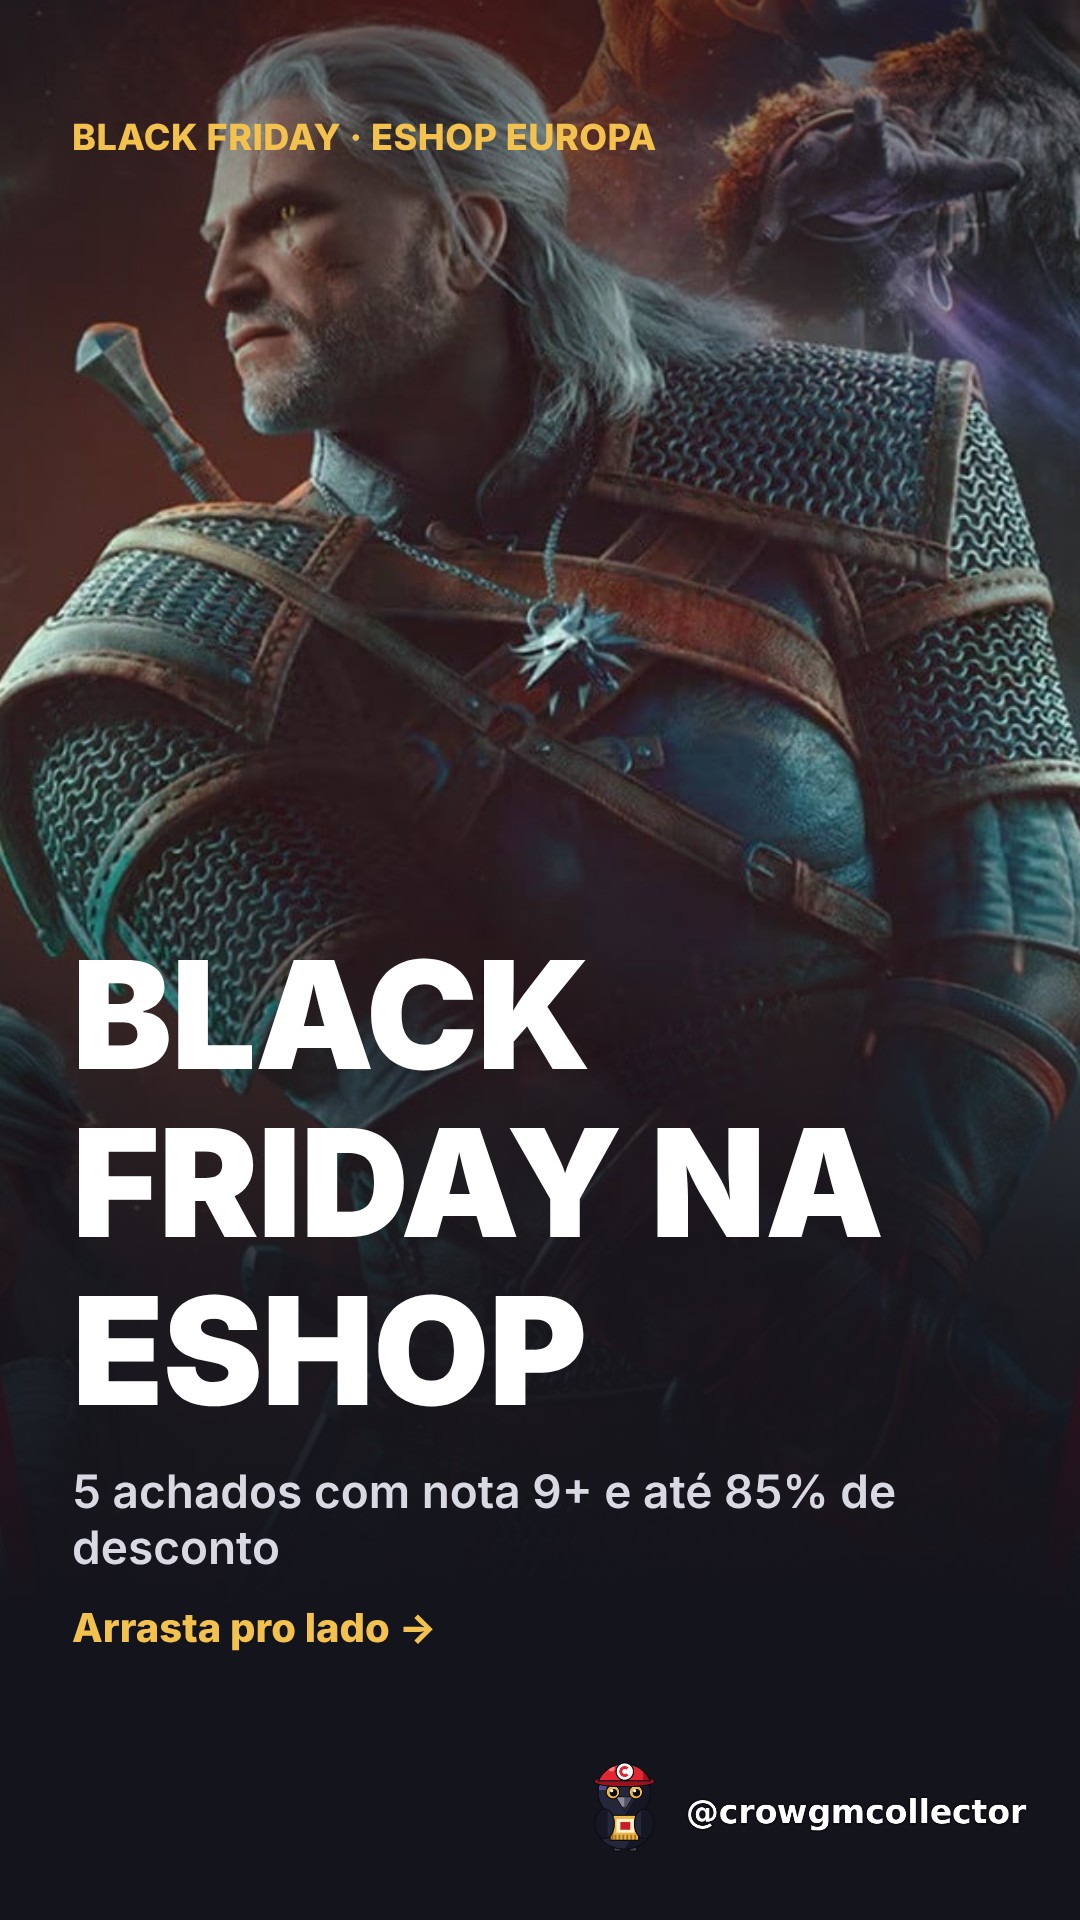 BLACK FRIDAY · ESHOP EUROPA
BLACK
FRIDAY NA
ESHOP
5 achados com nota 9+ e até 85% de
desconto
Arrasta pro lado →
C
@crowgmcollector